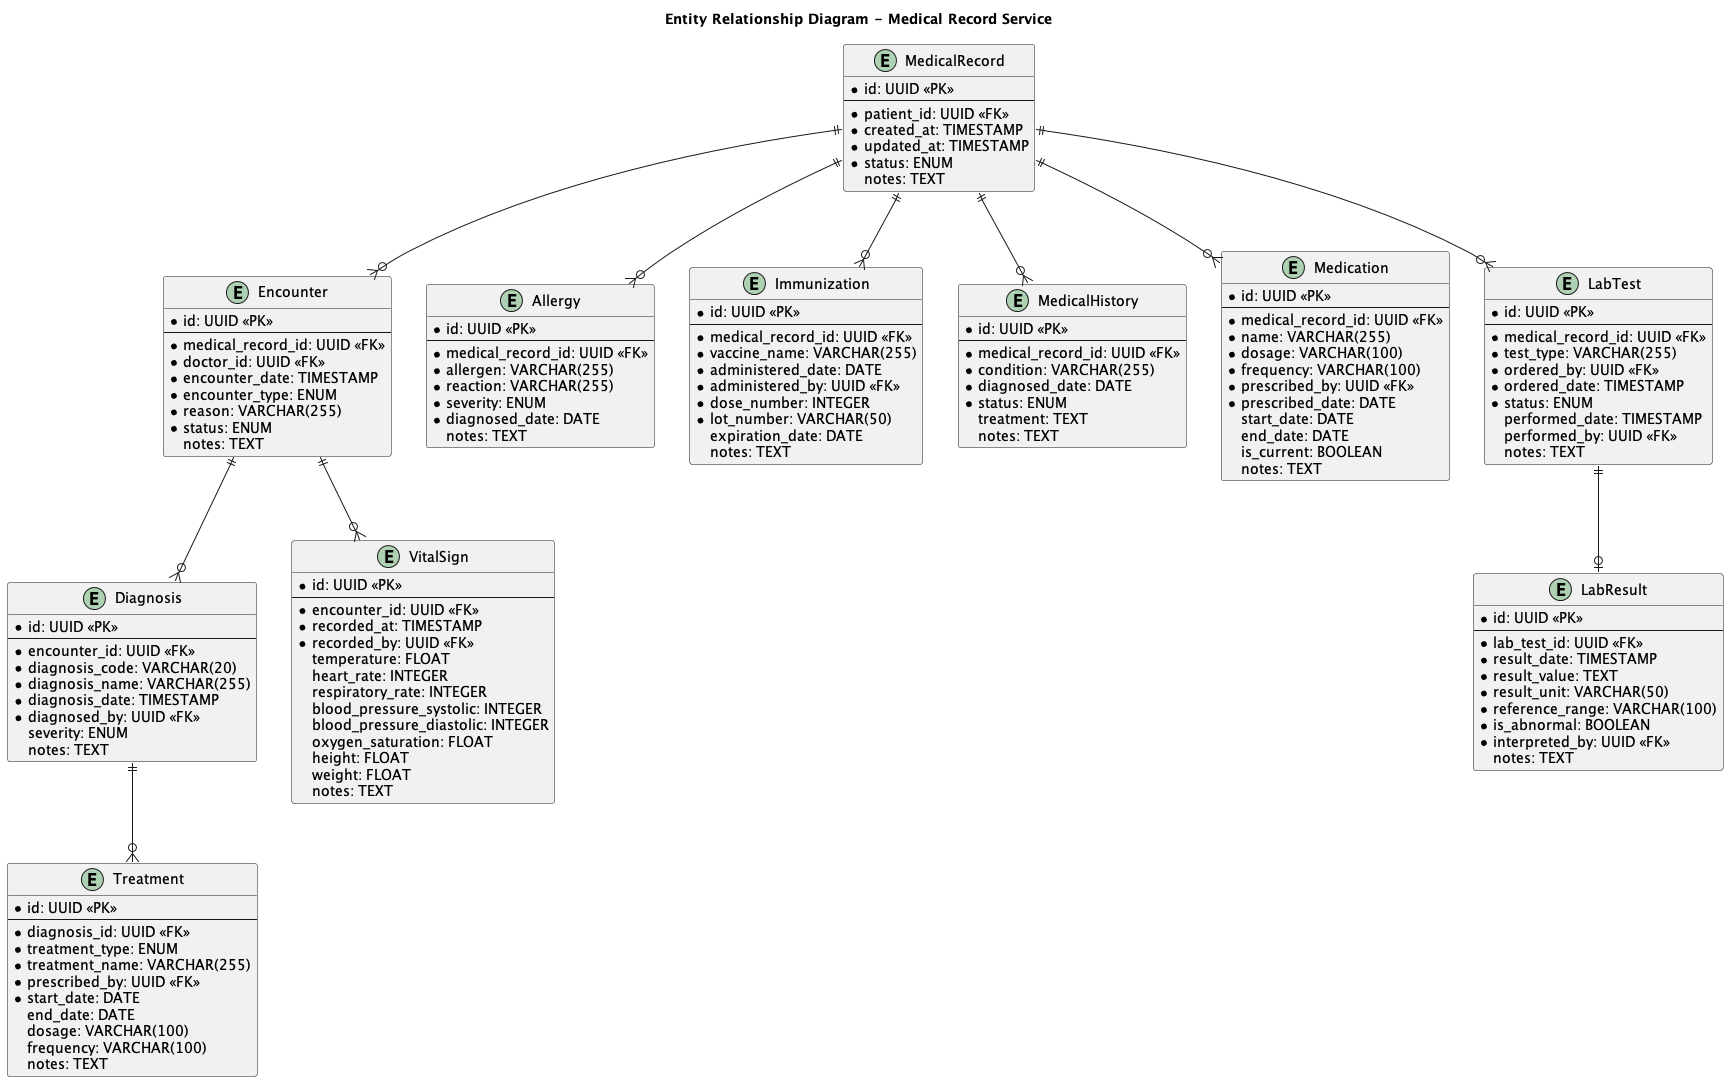 Entity Relationship Diagram - Medical Record Service
E MedicalRecord
id: UUID «PK»
patient_id: UUID «FK»
created_at: TIMESTAMP
updated_at: TIMESTAMP
status: ENUM
notes: TEXT
E Encounter
id: UUID «PK»
medical_record_id: UUID «FK»
doctor_id: UUID «FK»
encounter_date: TIMESTAMP
encounter_type: ENUM
reason: VARCHAR(255)
status: ENUM
notes: TEXT
E Allergy
id: UUID «PK»
medical_record_id: UUID «FK»
allergen: VARCHAR(255)
reaction: VARCHAR(255)
severity: ENUM
diagnosed_date: DATE
notes: TEXT
E Immunization
id: UUID «PK»
medical_record_id: UUID «FK»
vaccine_name: VARCHAR(255)
administered_date: DATE
administered_by: UUID «FK»
dose_number: INTEGER
lot_number: VARCHAR(50)
expiration_date: DATE
notes: TEXT
E MedicalHistory
id: UUID «PK»
medical_record_id: UUID «FK»
condition: VARCHAR(255)
diagnosed_date: DATE
status: ENUM
treatment: TEXT
notes: TEXT
E Medication
id: UUID «PK»
medical_record_id: UUID «FK»
name: VARCHAR(255)
dosage: VARCHAR(100)
frequency: VARCHAR(100)
prescribed_by: UUID «FK»
prescribed_date: DATE
start_date: DATE
end_date: DATE
is_current: BOOLEAN
notes: TEXT
E LabTest
id: UUID «PK»
medical_record_id: UUID «FK»
test_type: VARCHAR(255)
ordered_by: UUID «FK»
ordered_date: TIMESTAMP
status: ENUM
performed_date: TIMESTAMP
performed_by: UUID «FK»
notes: TEXT
E Diagnosis
id: UUID «PK»
encounter_id: UUID «FK»
diagnosis_code: VARCHAR(20)
diagnosis_name: VARCHAR(255)
diagnosis_date: TIMESTAMP
diagnosed_by: UUID «FK»
severity: ENUM
notes: TEXT
E VitalSign
id: UUID «PK»
encounter_id: UUID «FK»
recorded_at: TIMESTAMP
recorded_by: UUID «FK»
temperature: FLOAT
heart_rate: INTEGER
respiratory_rate: INTEGER
blood_pressure_systolic: INTEGER
blood_pressure_diastolic: INTEGER
oxygen_saturation: FLOAT
height: FLOAT
weight: FLOAT
notes: TEXT
E LabResult
id: UUID «PK»
lab_test_id: UUID «FK»
result_date: TIMESTAMP
result_value: TEXT
result_unit: VARCHAR(50)
reference_range: VARCHAR(100)
is_abnormal: BOOLEAN
interpreted_by: UUID «FK»
notes: TEXT
E Treatment
id: UUID «PK»
diagnosis_id: UUID «FK»
treatment_type: ENUM
treatment_name: VARCHAR(255)
prescribed_by: UUID «FK»
start_date: DATE
end_date: DATE
dosage: VARCHAR(100)
frequency: VARCHAR(100)
notes: TEXT